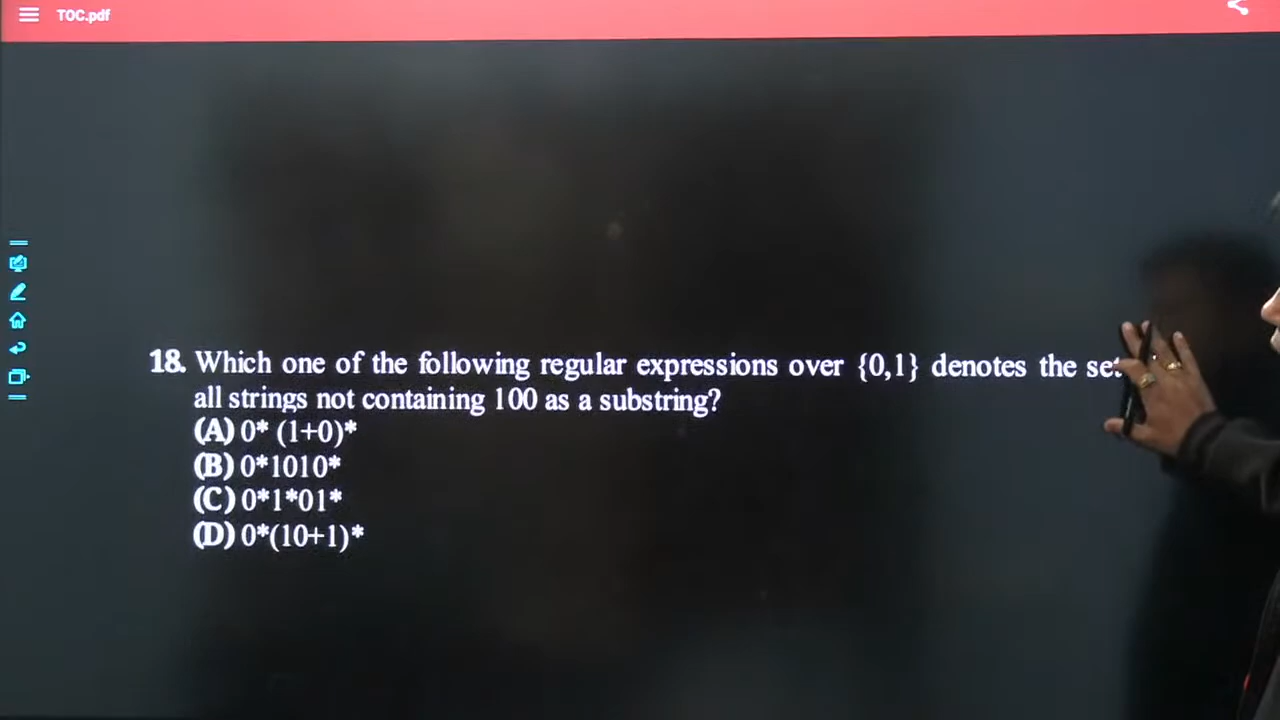 TOC.pdf
18. Which one of the following regular expressions over {0,1} denotes the set
all strings not containing 100 as a substring?
(A) 0* (1+0)*
(B) 0*1010*
(C) 0*1*01*
(D) 0*(10+1)*